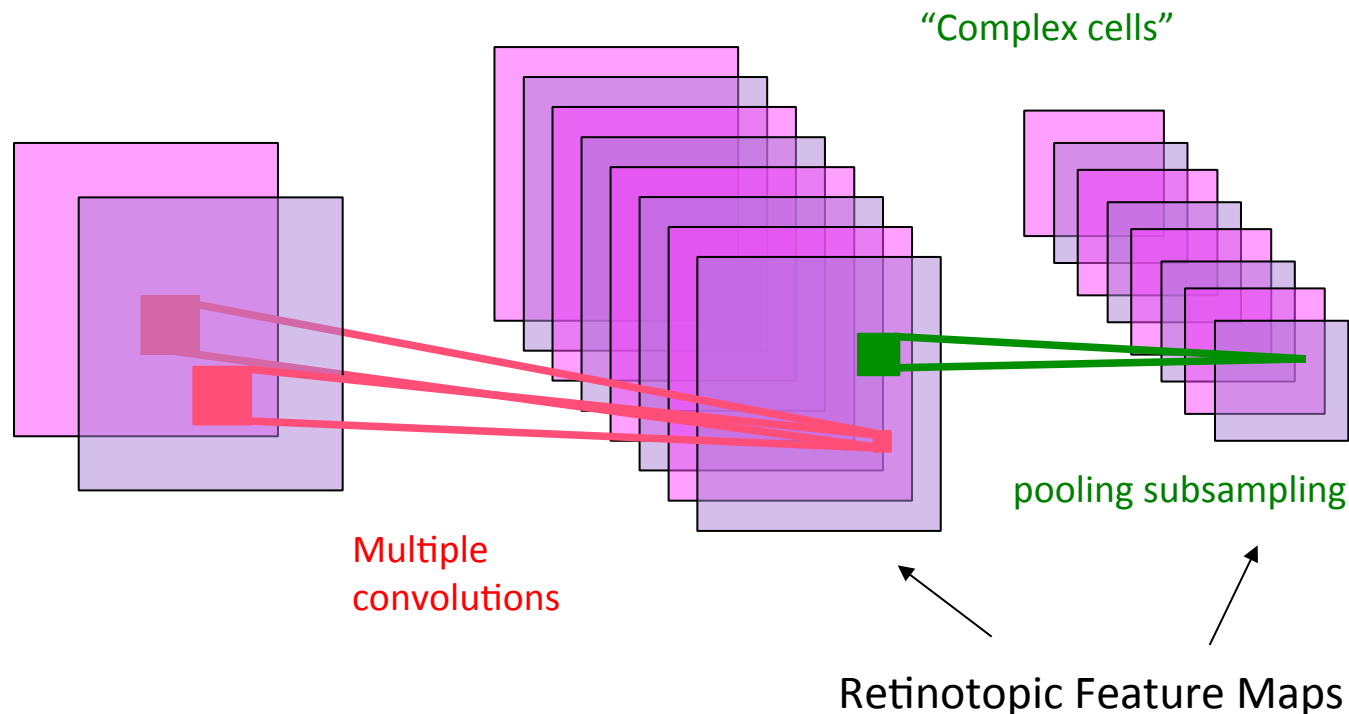 “Complex cells”
pooling subsampling
Multiple
convolutions
Retinotopic Feature Maps